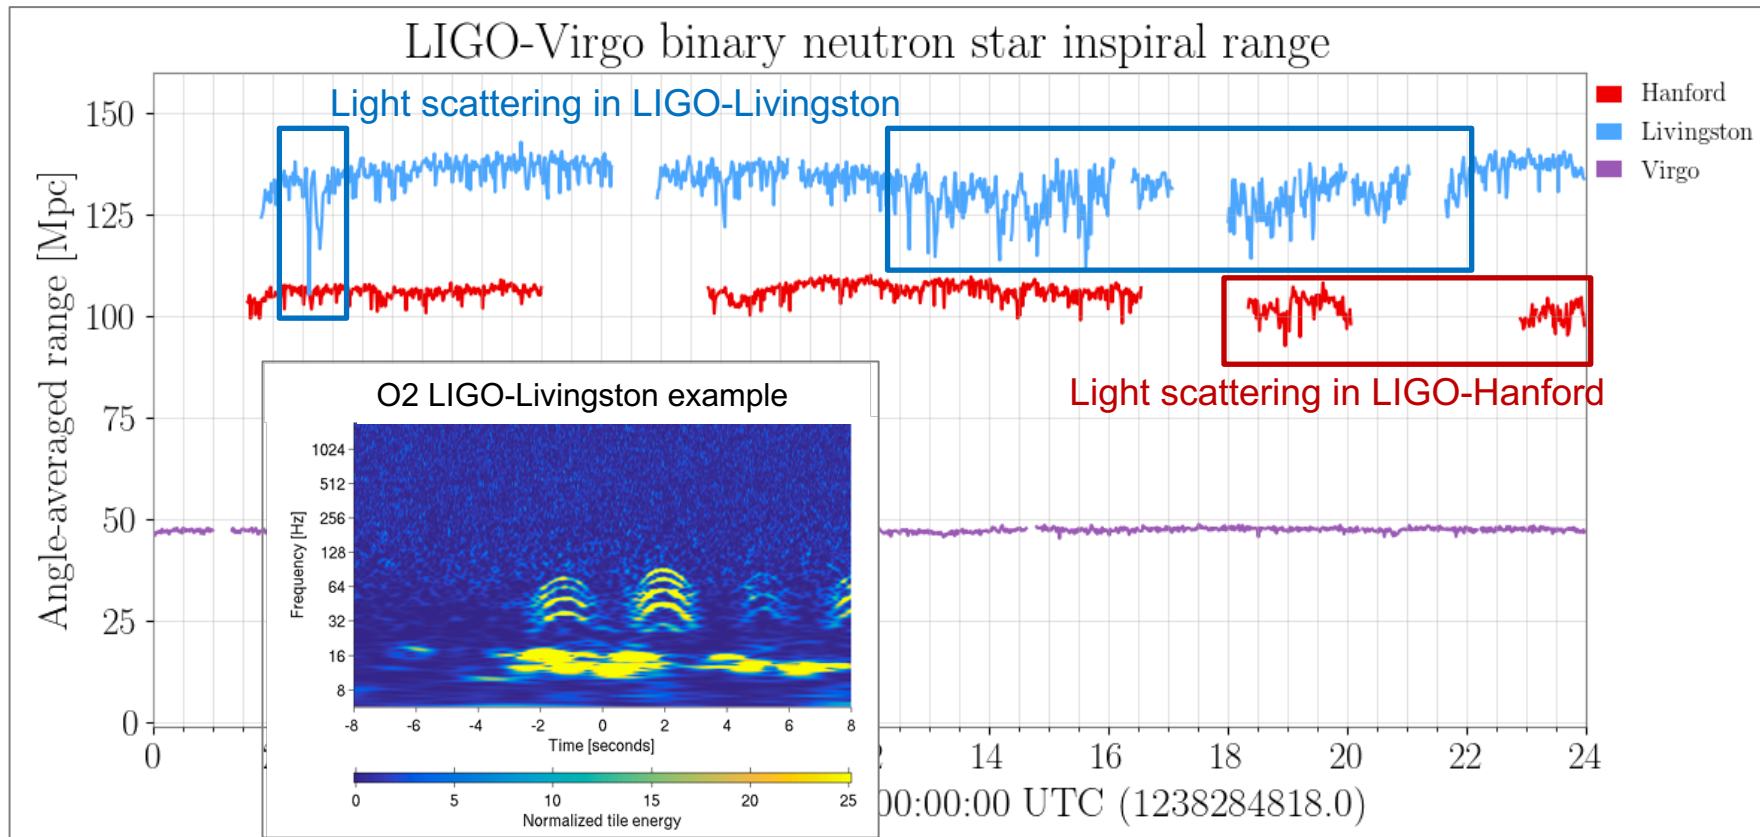 LIGO-Virgo binary neutron star inspiral range
Light scattering in LIGO-Livingston
Hanford
Livingston
Virgo
Angle-averaged range [Mpc]
150
125
100
75
50
25
0
Light scattering in LIGO-Hanford
O2 LIGO-Livingston example
Frequency [Hz]
1024
512
256
128
64
32
16
8
-8 -6 -4 -2 0 2 4 6 8
Time [seconds]
0 5 10 15 20 25
Normalized tile energy
0 14 16 18 20 22 24
00:00:00 UTC (1238284818.0)